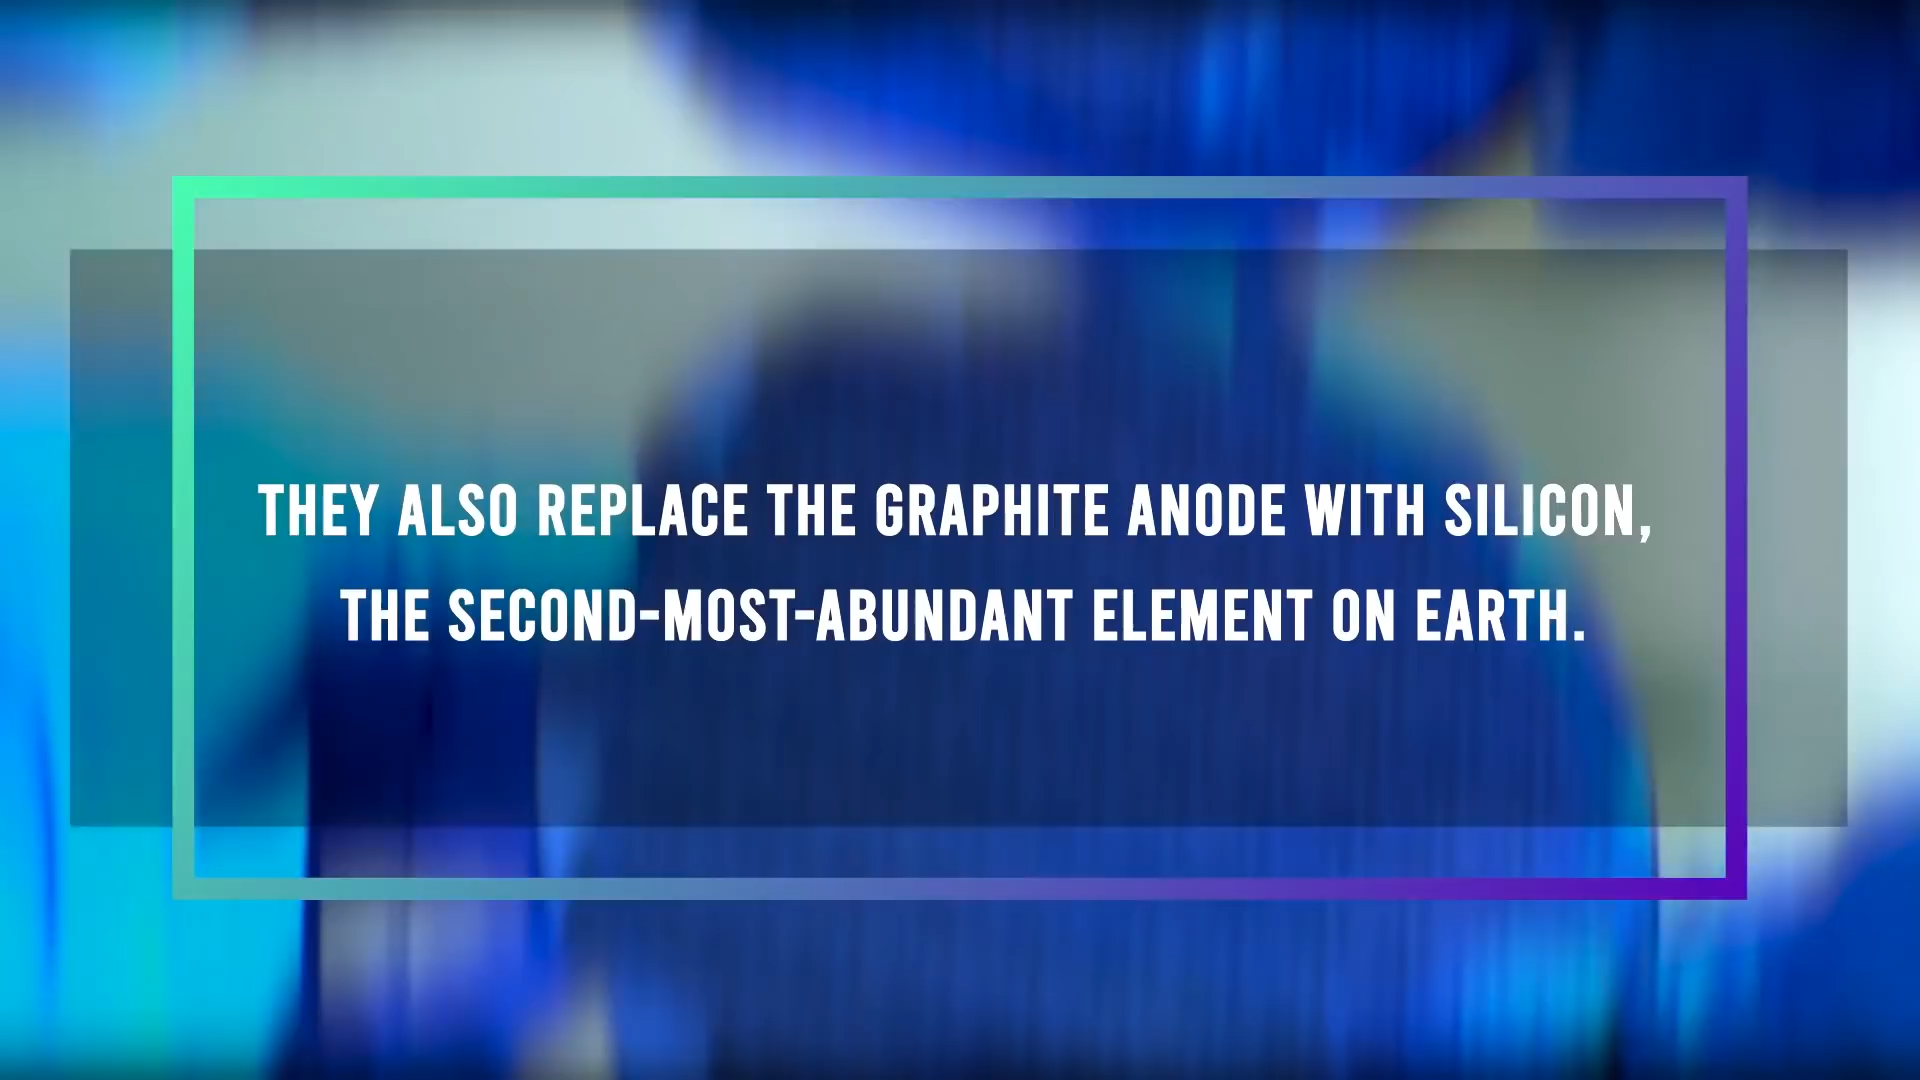 THEY ALSO REPLACE THE GRAPHITE ANODE WITH SILICON,
THE SECOND-MOST-ABUNDANT ELEMENT ON EARTH.